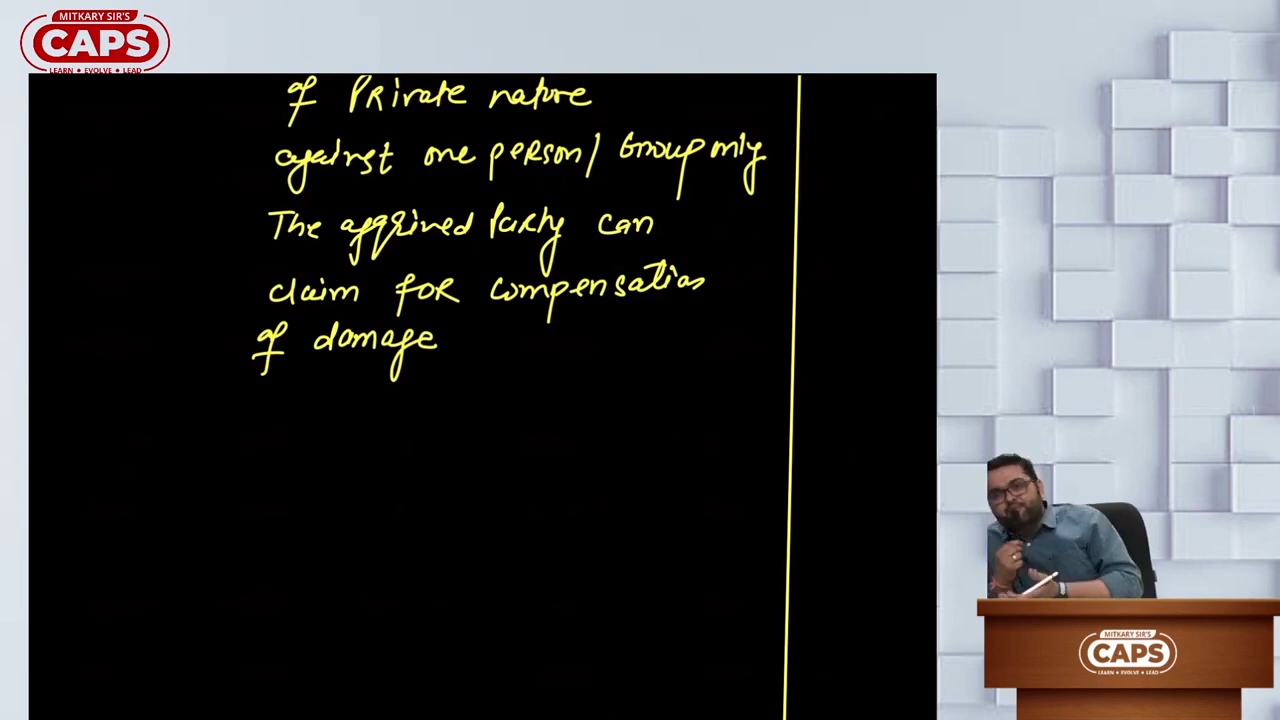 MITKARY SIR'S
CAPS
LEARN • EVOLVE • LEAD
of Private nature
against one person/ Group only
The aggrived Party can
claim for compensation
of damage
MITKARY SIR'S
CAPS
LEARN • EVOLVE • LEAD